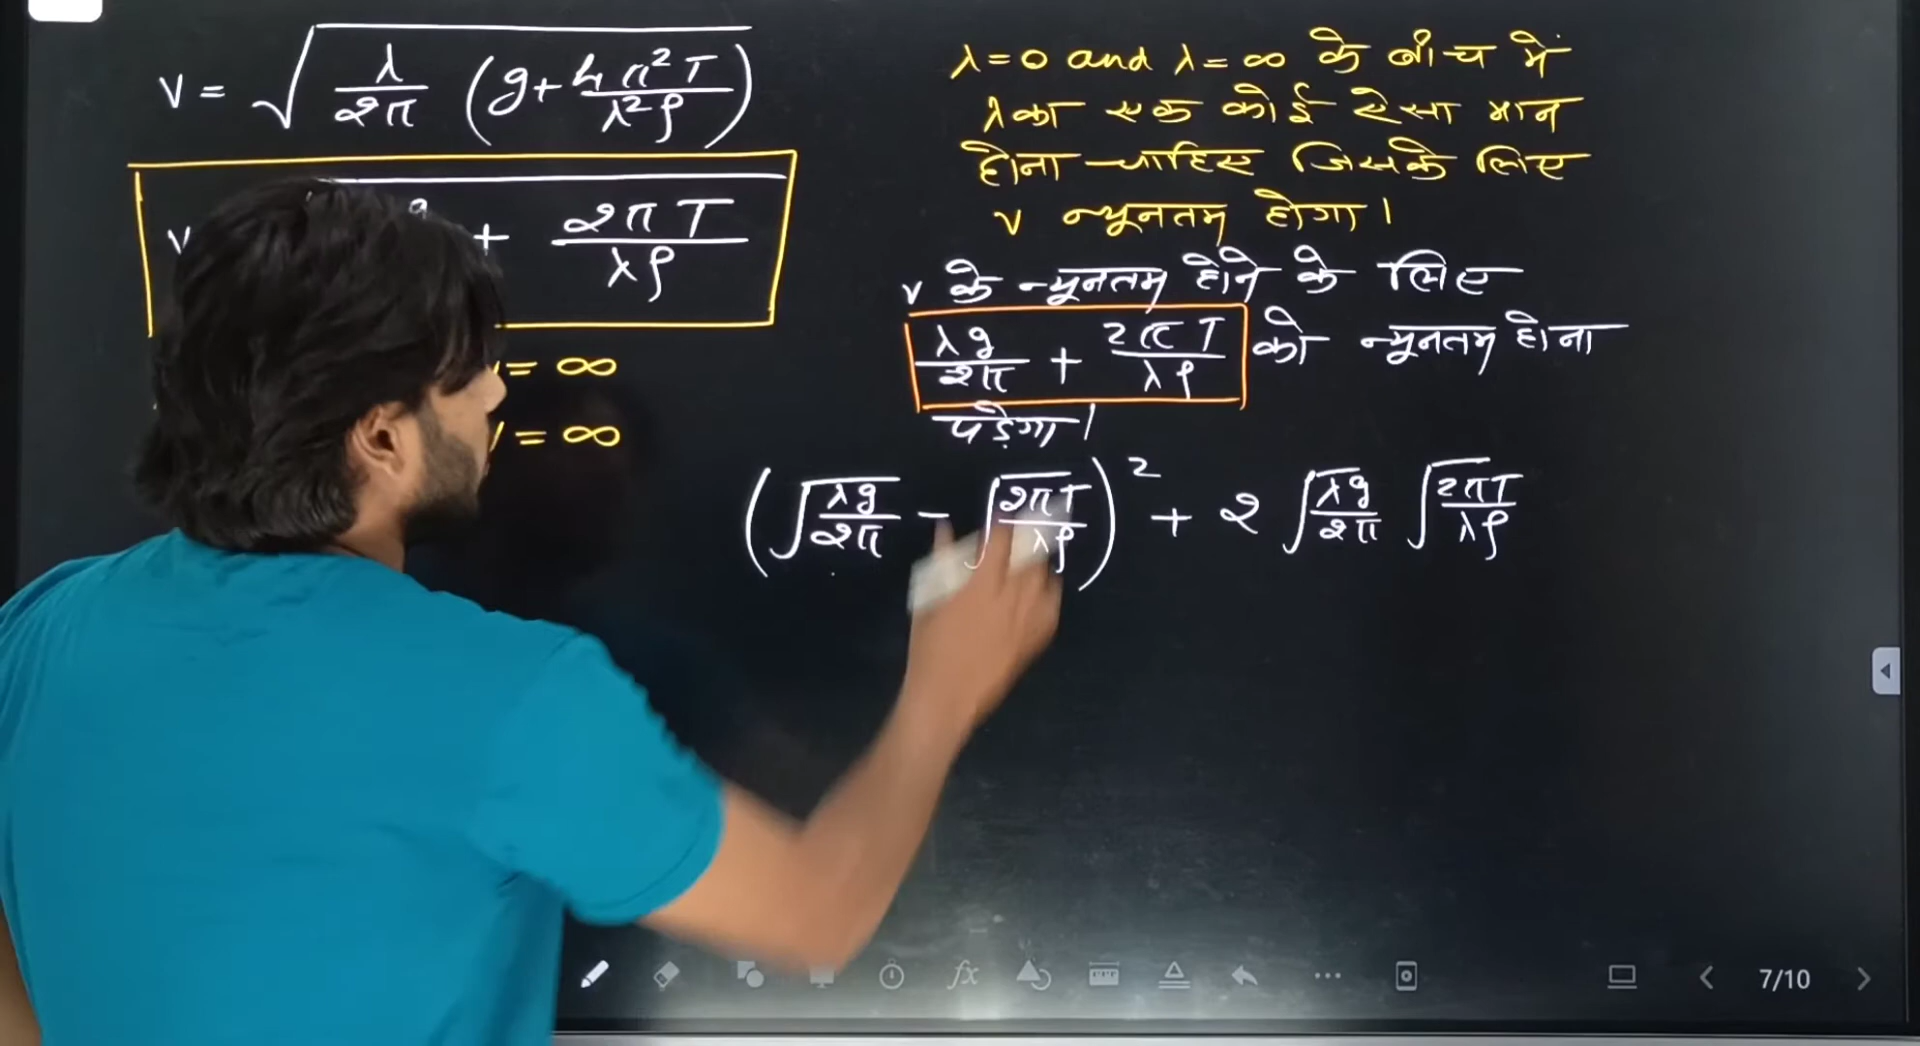 v = √(λ/2π (g + 4π²T/λ²ρ))
v + 2πT/λρ
= ∞
= ∞
λ = 0 and λ = ∞ के बीच में
λ का एक कोई ऐसा मान
होना चाहिए जिसके लिए
v न्यूनतम होगा।
v के न्यूनतम होने के लिए
λg/2π + 2πT/λρ को न्यूनतम होना
पड़ेगा।
(√(λg/2π) - √(2πT/λρ))² + 2 √(λg/2π) √(2πT/λρ)
fx
7/10